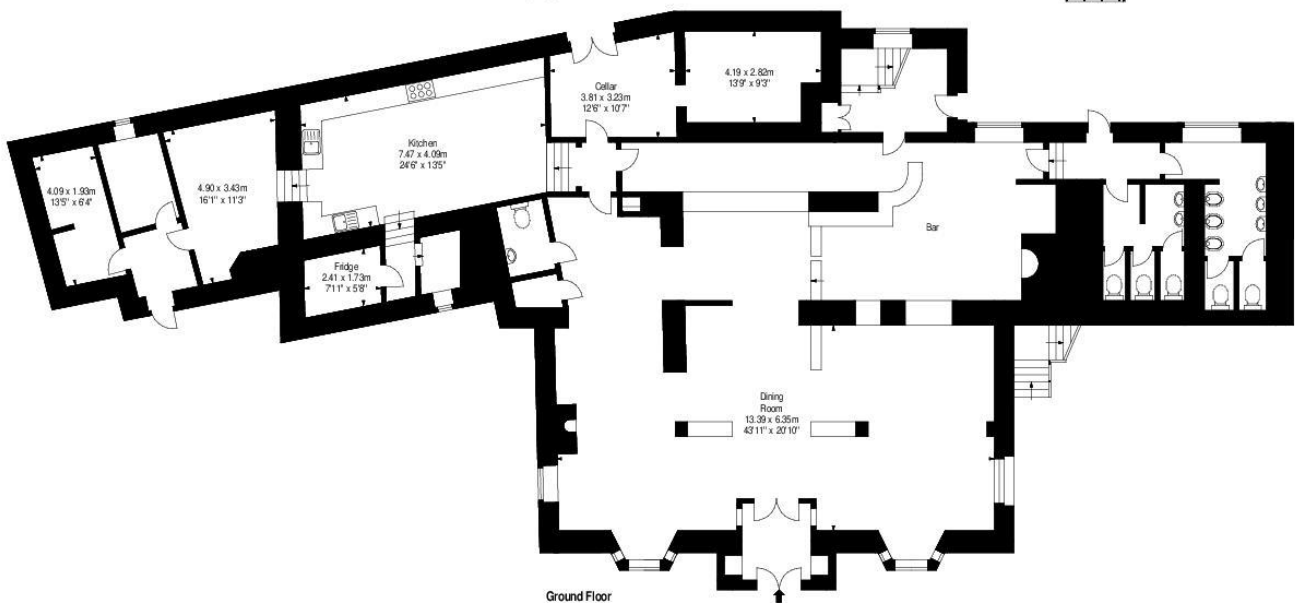 Cellar
3.81 x 3.23m
12'6" x 10'7"
4.19 x 2.82m
13'9" x 9'3"
Kitchen
7.47 x 4.09m
24'6" x 13'5"
4.09 x 1.93m
13'5" x 6'4"
4.90 x 3.43m
16'1" x 11'3"
Bar
Fridge
2.41 x 1.73m
7'11" x 5'8"
Dining
Room
13.39 x 6.35m
43'11" x 20'10"
Ground Floor